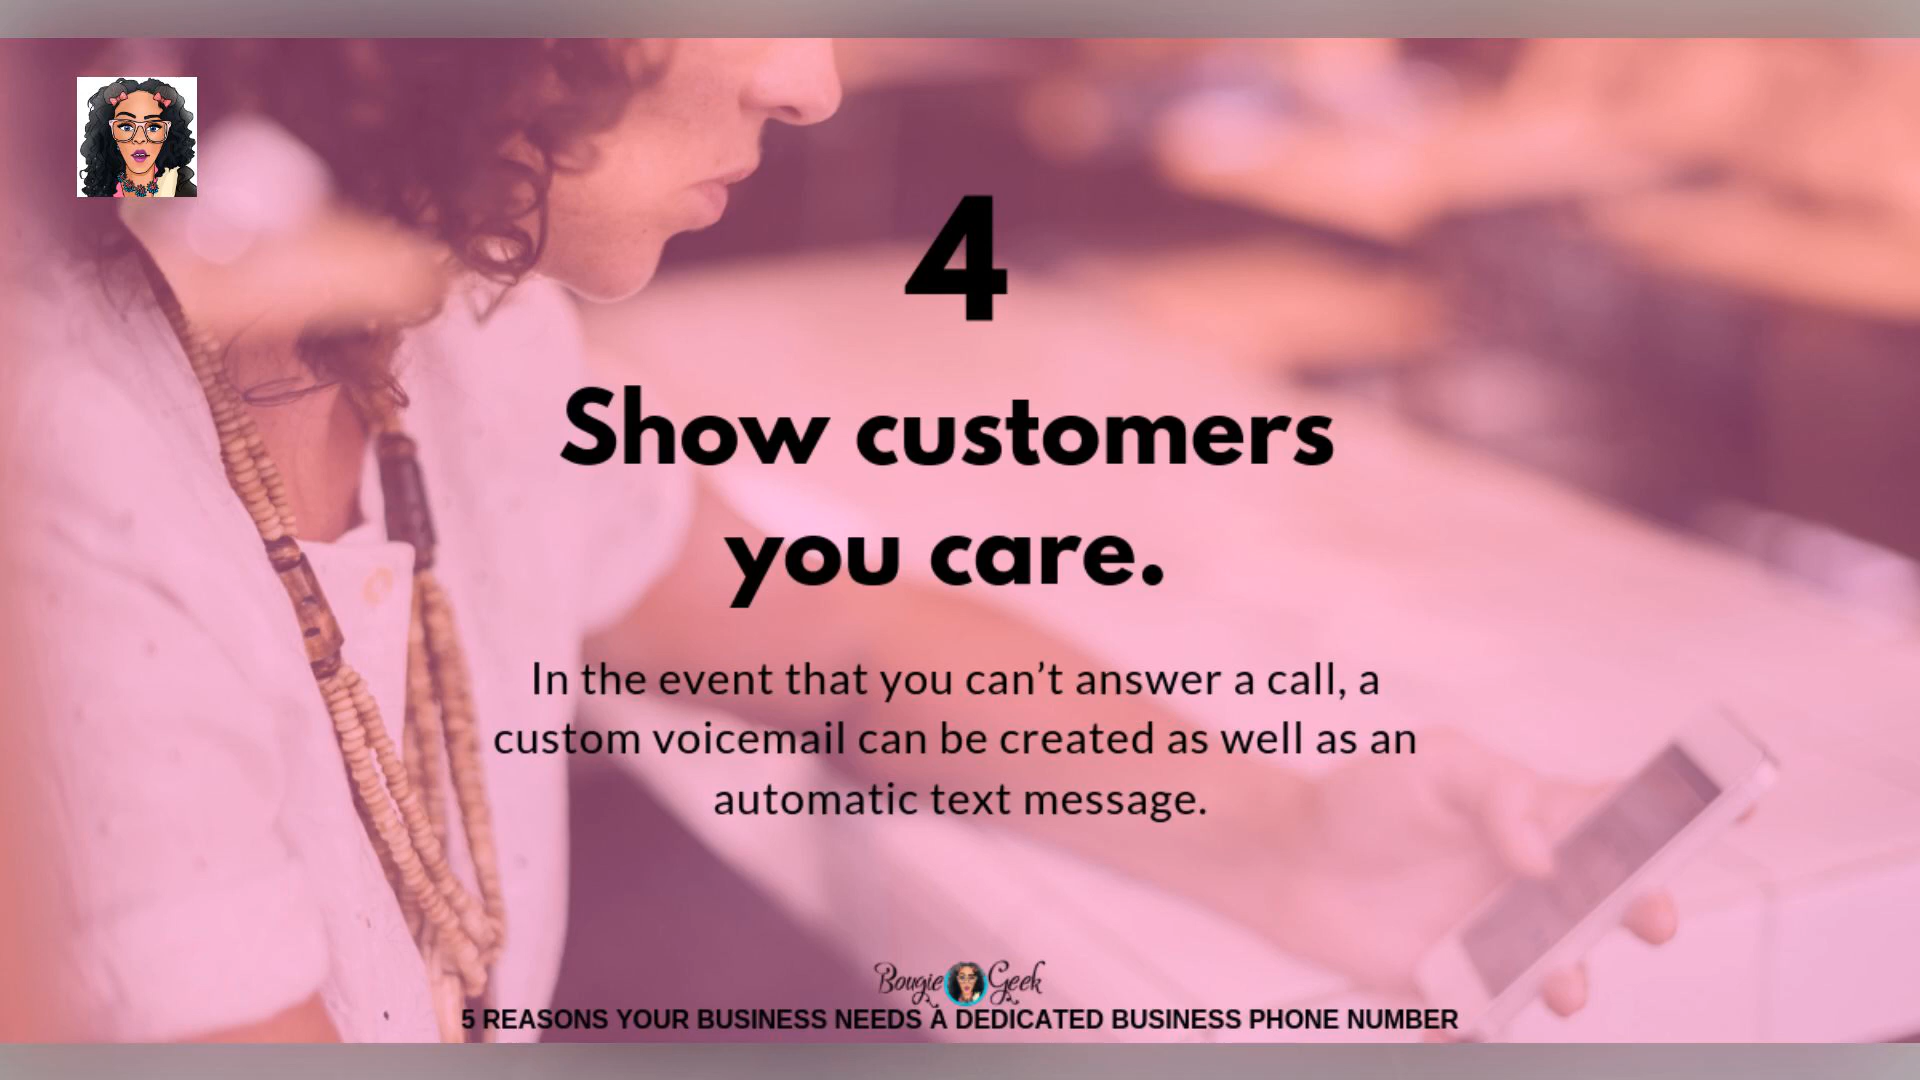 4
Show customers
you care.
In the event that you can’t answer a call, a
custom voicemail can be created as well as an
automatic text message.
Bougie Geek
5 REASONS YOUR BUSINESS NEEDS A DEDICATED BUSINESS PHONE NUMBER